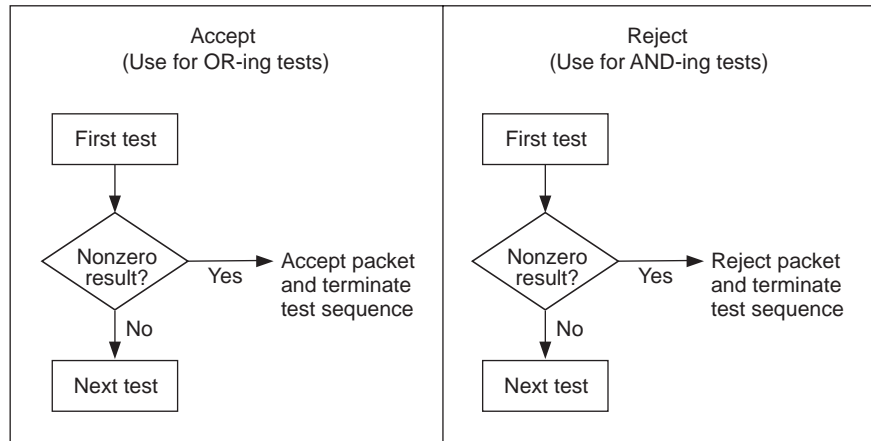 Accept
(Use for OR-ing tests)
First test
Nonzero
result?
Yes
Accept packet
and terminate
test sequence
No
Next test
Reject
(Use for AND-ing tests)
First test
Nonzero
result?
Yes
Reject packet
and terminate
test sequence
No
Next test